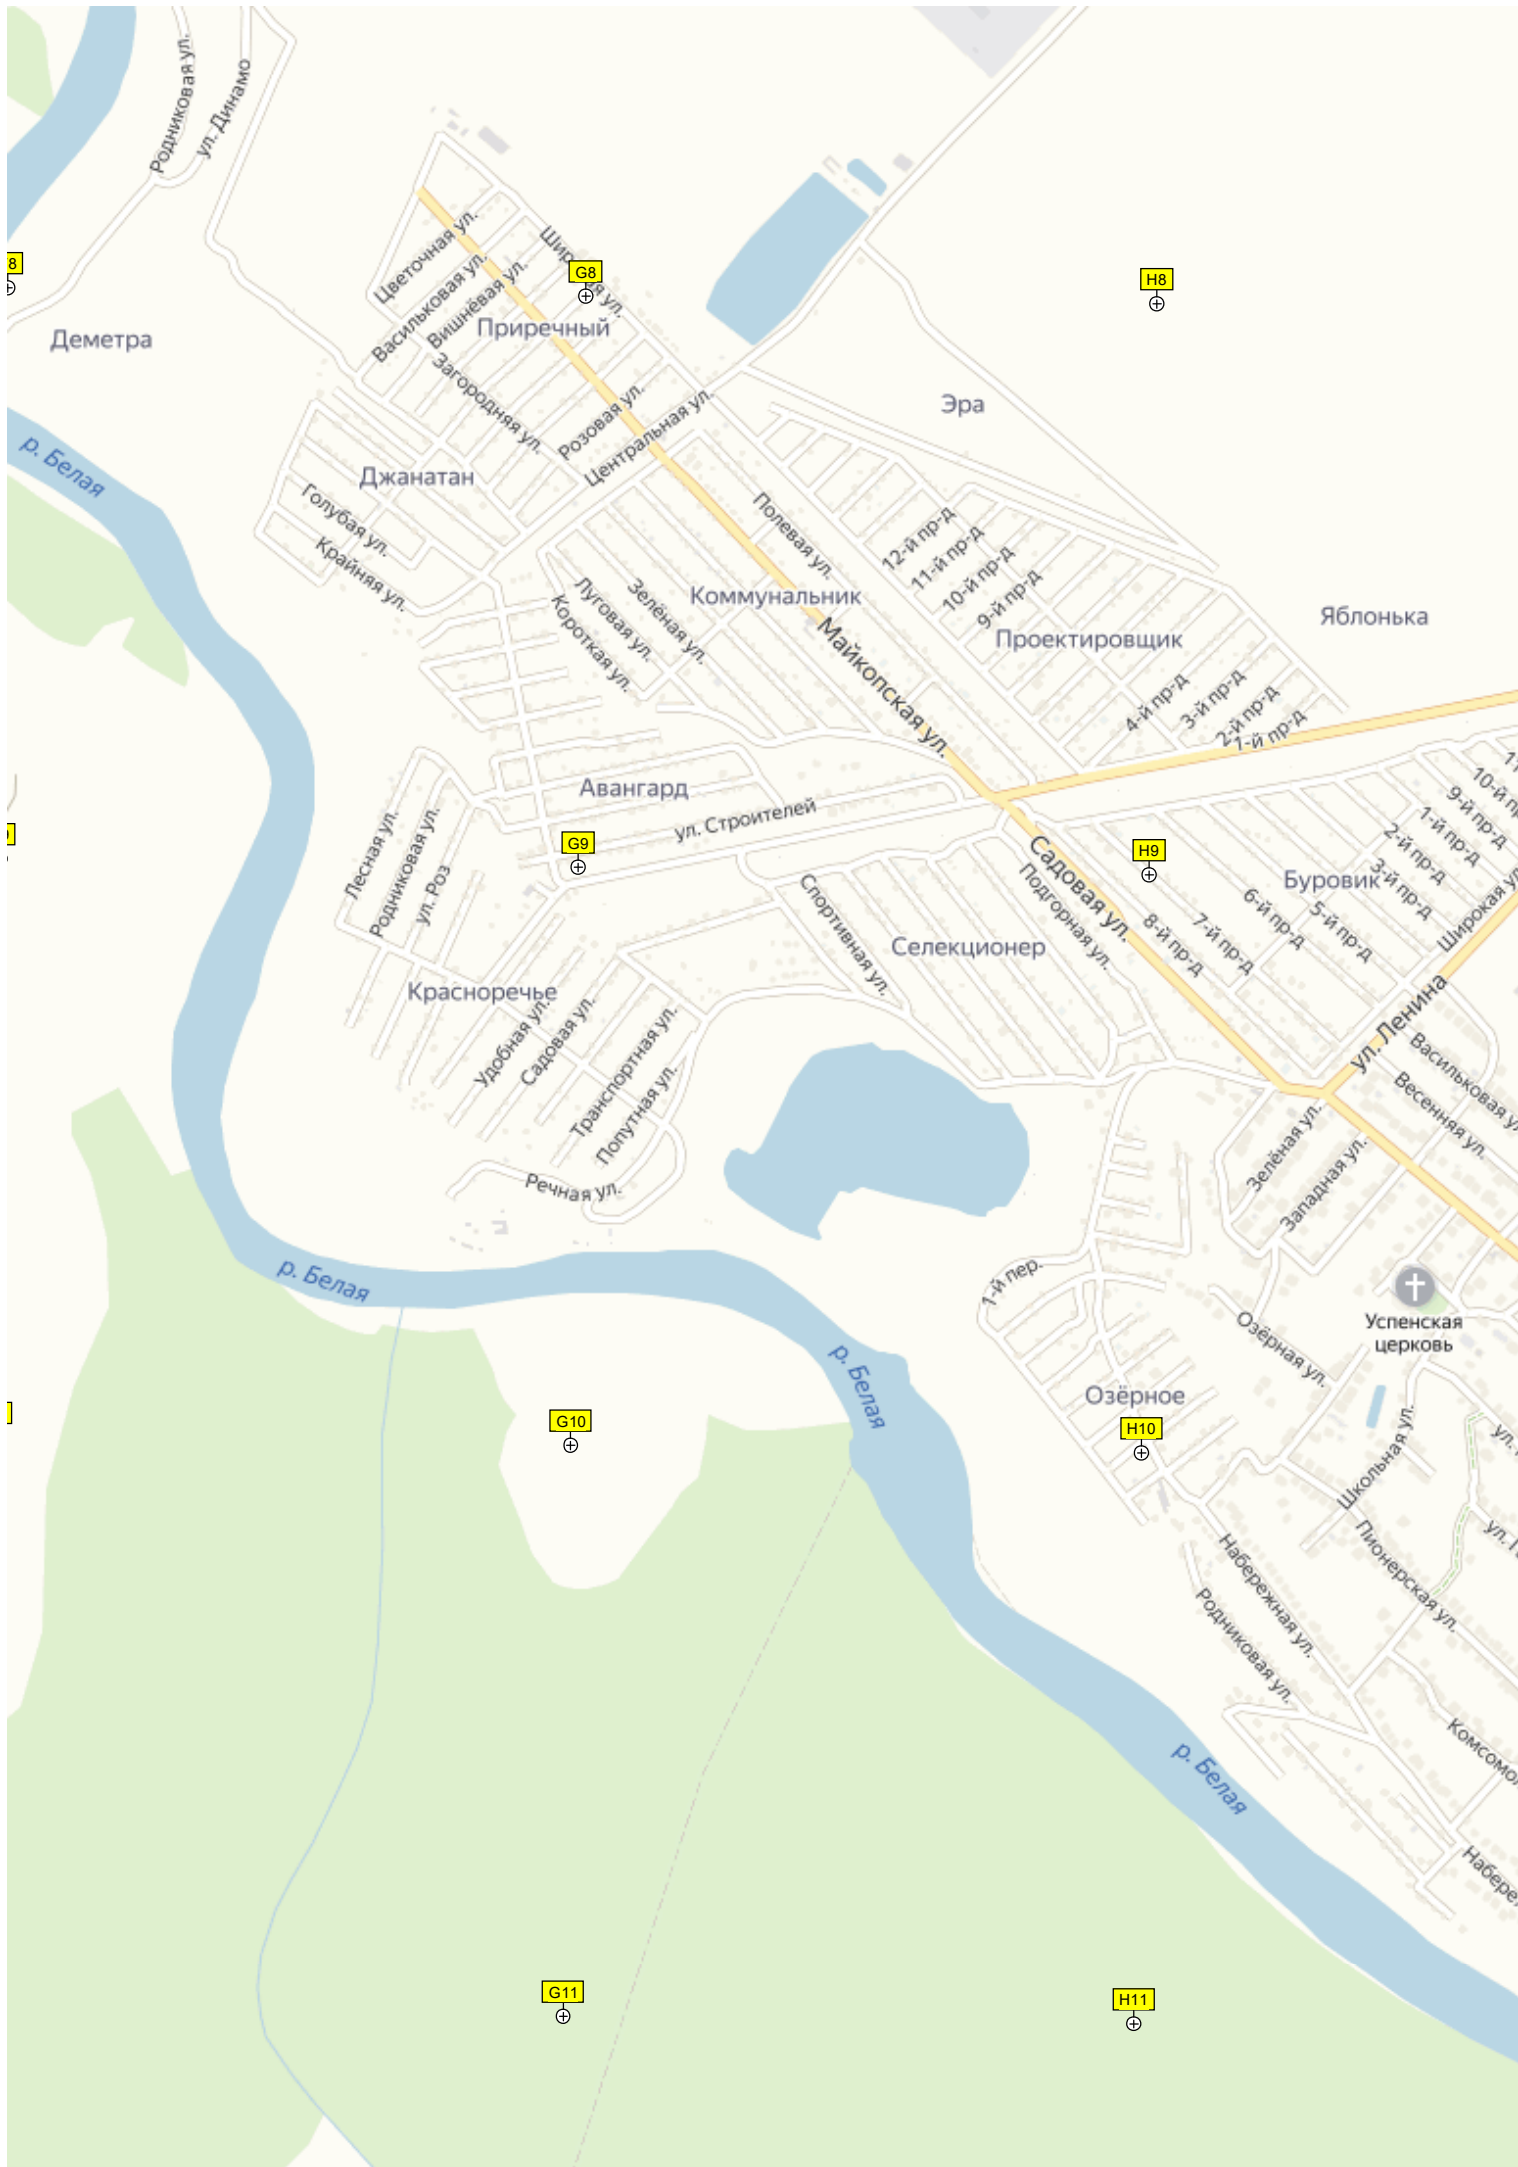 Родниковая ул.
ул. Динамо
Цветочная ул.
Васильковая ул.
Вишнёвая ул.
G8
H8
Приречный
Деметра
Загородняя ул.
Розовая ул.
Центральная ул.
Эра
р. Белая
Джанатан
Голубая ул.
Крайняя ул.
Полевая ул.
12-й пр-д
11-й пр-д
10-й пр-д
9-й пр-д
Луговая ул.
Зелёная ул.
Короткая ул.
Коммунальник
Майкопская ул.
Проектировщик
Яблонька
4-й пр-д
3-й пр-д
2-й пр-д
1-й пр-д
Авангард
ул. Строителей
Лесная ул.
Родниковая ул.
ул. Роз
G9
H9
Садовая ул.
Подгорная ул.
Спортивная ул.
Селекционер
Буровик
9-й пр-д
1-й пр-д
2-й пр-д
3-й пр-д
5-й пр-д
6-й пр-д
7-й пр-д
8-й пр-д
Широкая
ул. Ленина
Красноречье
Удобная ул.
Садовая ул.
Транспортная ул.
Попутная ул.
Речная ул.
Васильковая
Весенняя ул.
Зелёная ул.
Западная ул.
р. Белая
1-й пер.
Озёрная ул.
Успенская
церковь
р. Белая
Озёрное
G10
H10
Школьная ул.
Пионерская ул.
Набережная ул.
Родниковая ул.
р. Белая
G11
H11